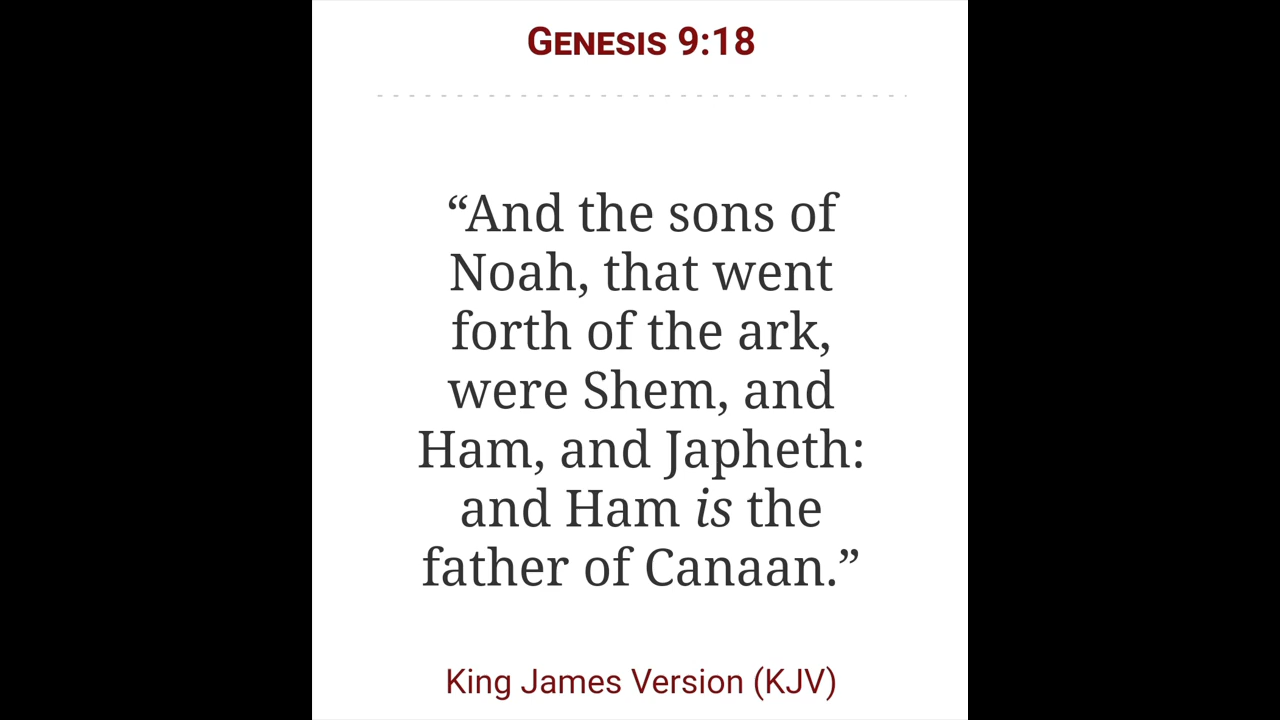 GENESIS 9:18
“And the sons of
Noah, that went
forth of the ark,
were Shem, and
Ham, and Japheth:
and Ham is the
father of Canaan.”
King James Version (KJV)